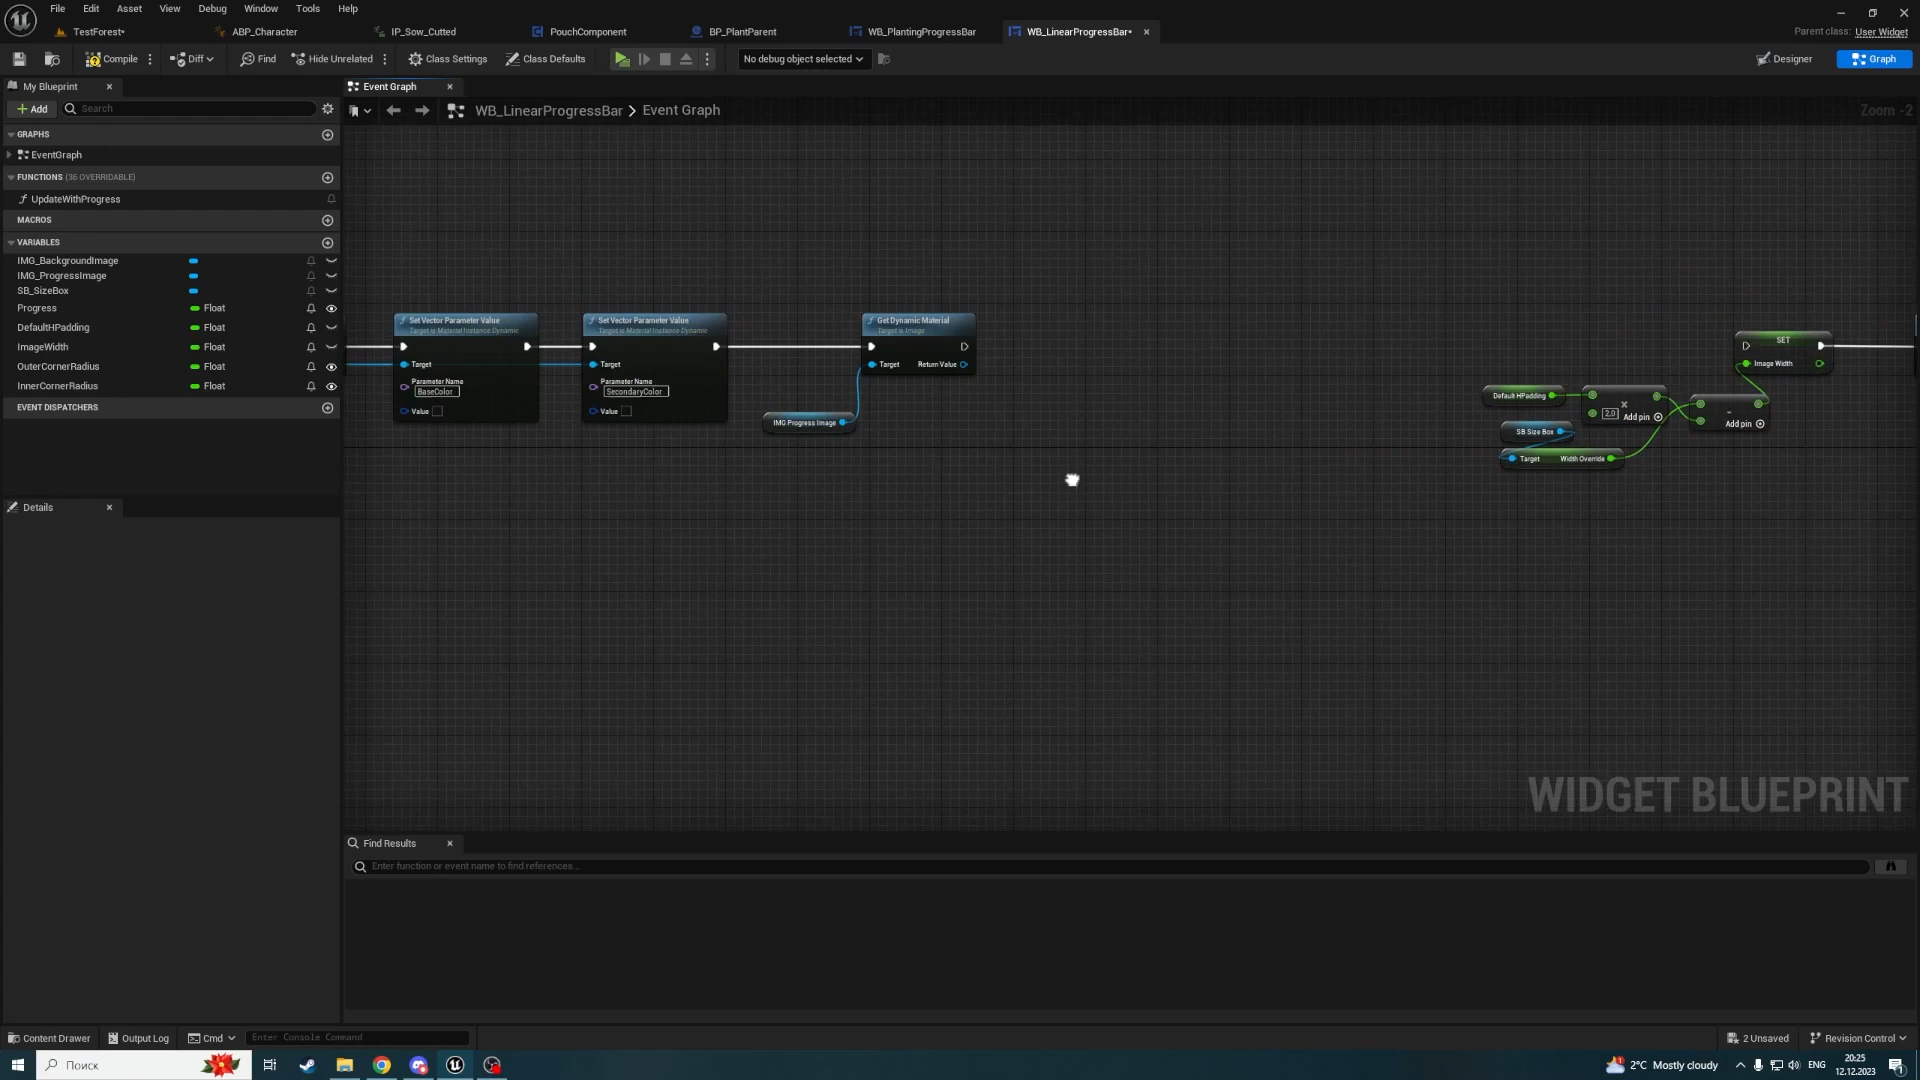 File Edit Asset View Debug Window Tools Help
TestForest* ABP_Character IP_Sow_Cutted PouchComponent BP_PlantParent WB_PlantingProgressBar WB_LinearProgressBar*
Parent class: User Widget
Compile Diff Find Hide Unrelated Class Settings Class Defaults No debug object selected Designer Graph
My Blueprint
Event Graph
Add Search
WB_LinearProgressBar > Event Graph
Zoom -2
GRAPHS
EventGraph
FUNCTIONS (36 OVERRIDABLE)
UpdateWithProgress
MACROS
VARIABLES
IMG_BackgroundImage
IMG_ProgressImage
SB_SizeBox
Progress Float
DefaultHPadding Float
ImageWidth Float
OuterCornerRadius Float
InnerCornerRadius Float
EVENT DISPATCHERS
Details
Set Vector Parameter Value
Target is Material Instance Dynamic
Target
Parameter Name
BaseColor
Value
Set Vector Parameter Value
Target is Material Instance Dynamic
Target
Parameter Name
SecondaryColor
Value
IMG Progress Image
Get Dynamic Material
Target is Image
Target Return Value
Default HPadding
2.0 Add pin
SB Size Box
Target Width Override
Add pin
SET
Image Width
WIDGET BLUEPRINT
Find Results
Enter function or event name to find references...
Content Drawer Output Log Cmd Enter Console Command
2 Unsaved Revision Control
Поиск
2°C Mostly cloudy
ENG
20:25
12.12.2023